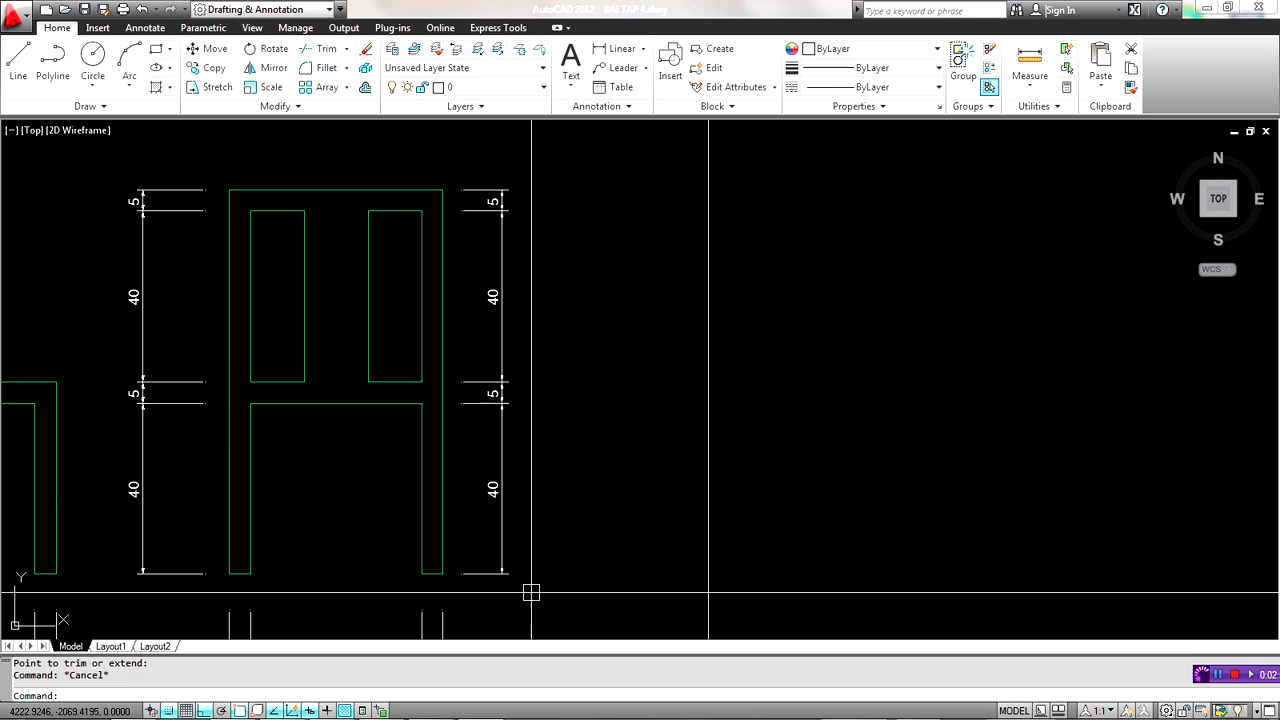 Drafting & Annotation
AutoCAD 2012 BAI TAP 4.dwg
Type a keyword or phrase
Sign In
Home Insert Annotate Parametric View Manage Output Plug-ins Online Express Tools
Line Polyline Circle Arc
Move Rotate Trim
Copy Mirror Fillet
Stretch Scale Array
Unsaved Layer State
0
Text
Linear
Leader
Table
Insert
Create
Edit
Edit Attributes
ByLayer
ByLayer
ByLayer
Group
Measure
Paste
Draw Modify Layers Annotation Block Properties Groups Utilities Clipboard
[−] [Top] [2D Wireframe]
N
W TOP E
S
WCS
5 5
40 40
5 5
40 40
Y
X
Model Layout1 Layout2
Point to trim or extend:
Command: *Cancel*
Command:
0:02
4222.9246, -2069.4195, 0.0000
MODEL
1:1